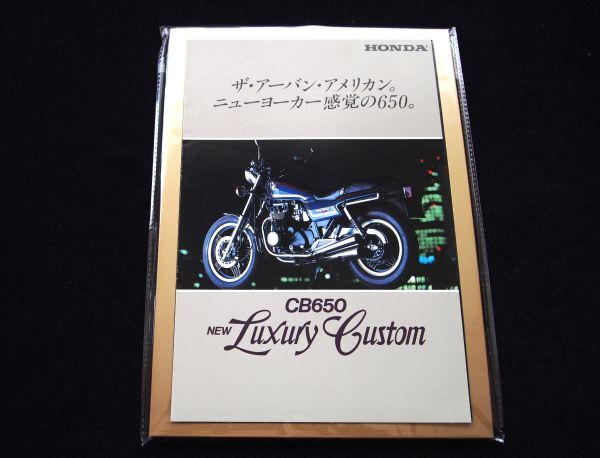 HONDA
ザ・アーバン・アメリカン。
ニューヨーカー感覚の650。
CB650
NEW Luxury Custom